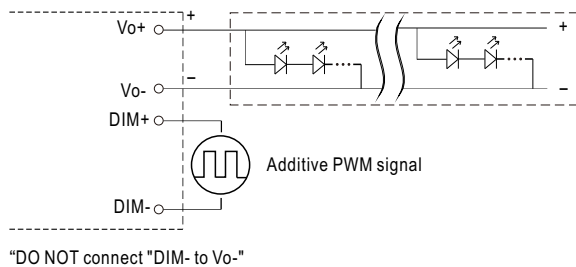 Vo+ + +
Vo- – –
DIM+
Additive PWM signal
DIM-
“DO NOT connect "DIM- to Vo-"